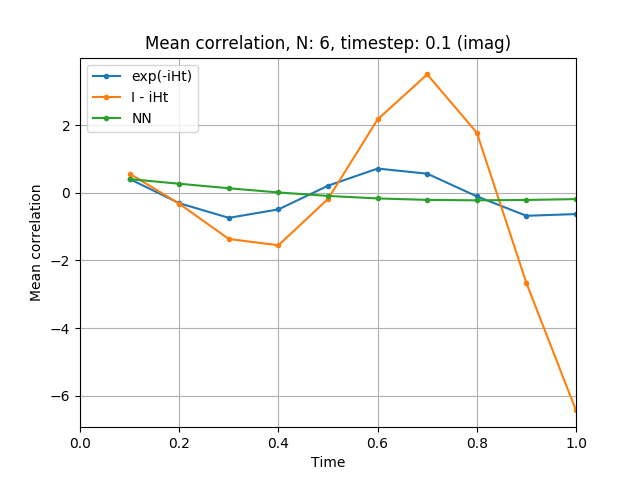 Mean correlation, N: 6, timestep: 0.1 (imag)
exp(-iHt)
I - iHt
NN
Mean correlation
2
0
−2
−4
−6
0.0 0.2 0.4 0.6 0.8 1.0
Time